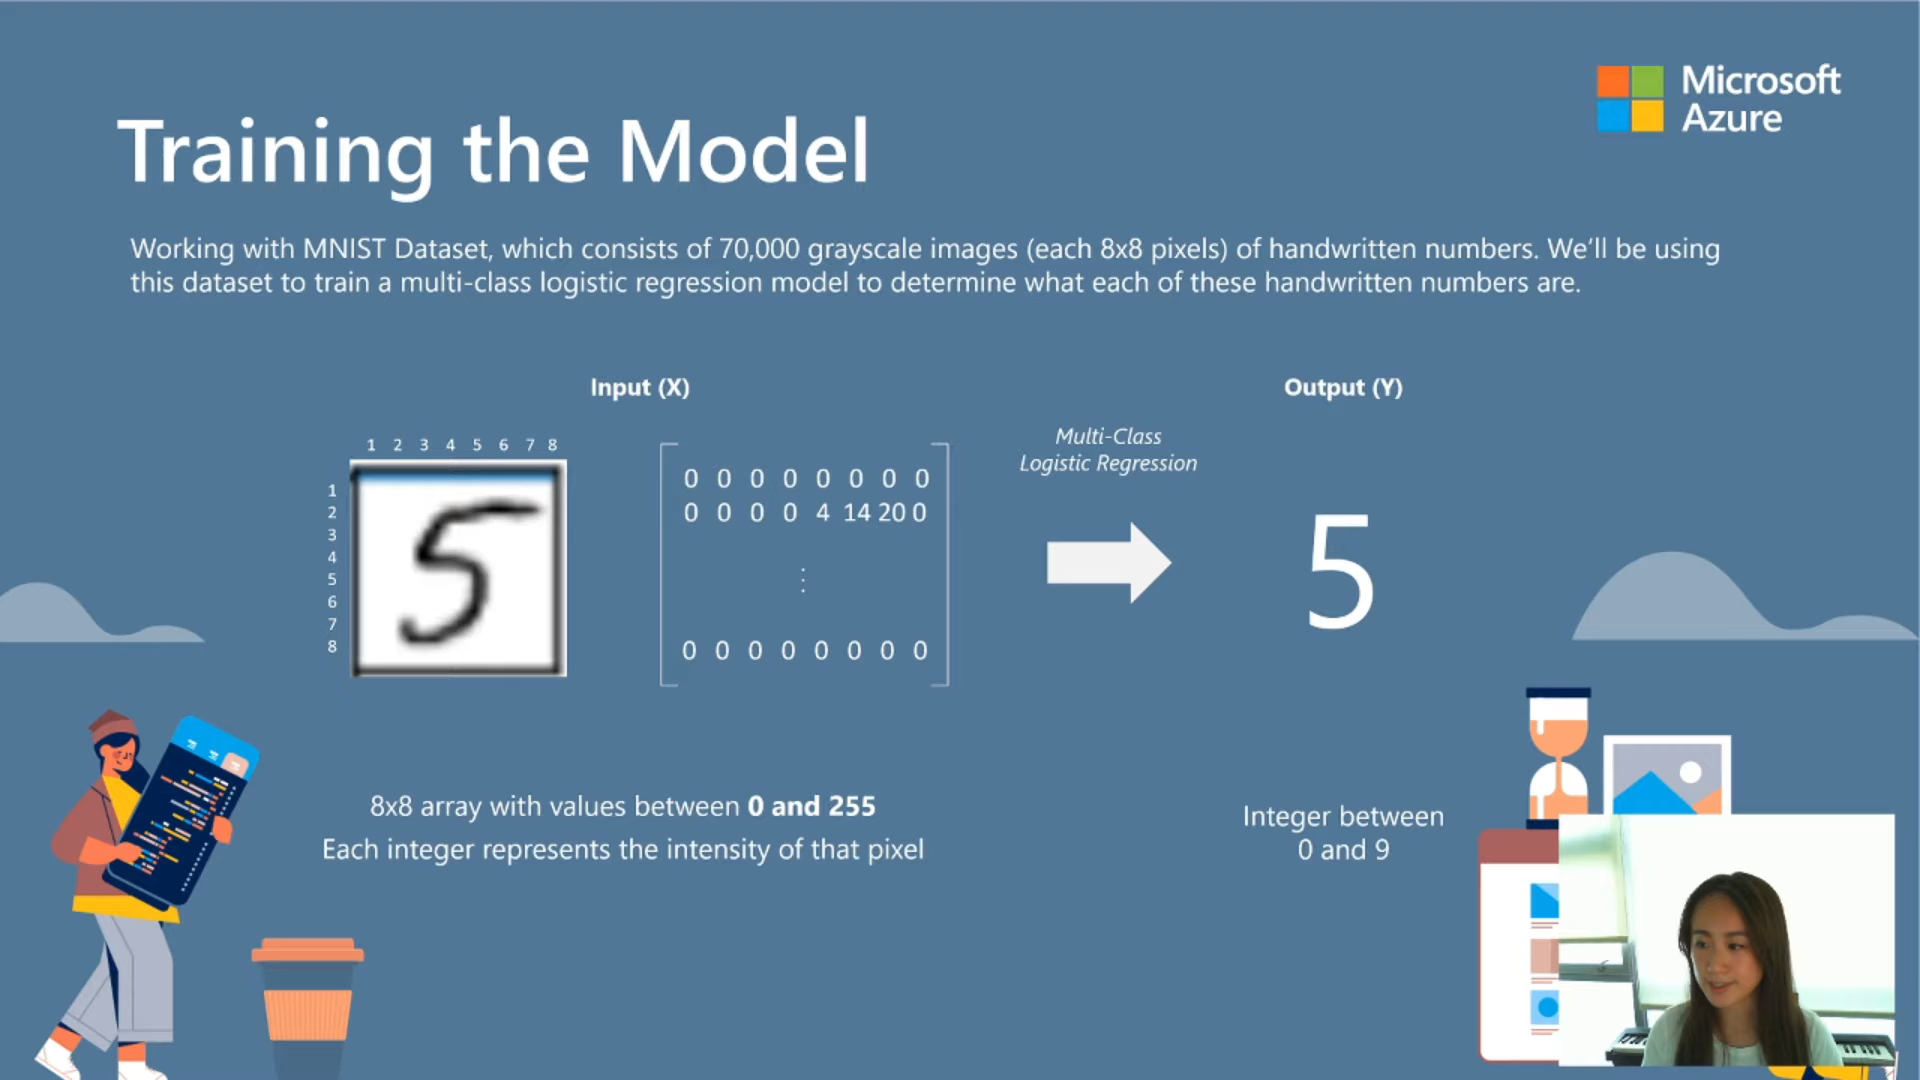 Microsoft
Azure
Training the Model
Working with MNIST Dataset, which consists of 70,000 grayscale images (each 8x8 pixels) of handwritten numbers. We'll be using
this dataset to train a multi-class logistic regression model to determine what each of these handwritten numbers are.
Input (X)
1 2 3 4 5 6 7 8
1
2
3
4
5
6
7
8
5
0 0 0 0 0 0 0 0
0 0 0 0 4 14 20 0
⋮
0 0 0 0 0 0 0 0
8x8 array with values between 0 and 255
Each integer represents the intensity of that pixel
Multi-Class
Logistic Regression
Output (Y)
5
Integer between
0 and 9